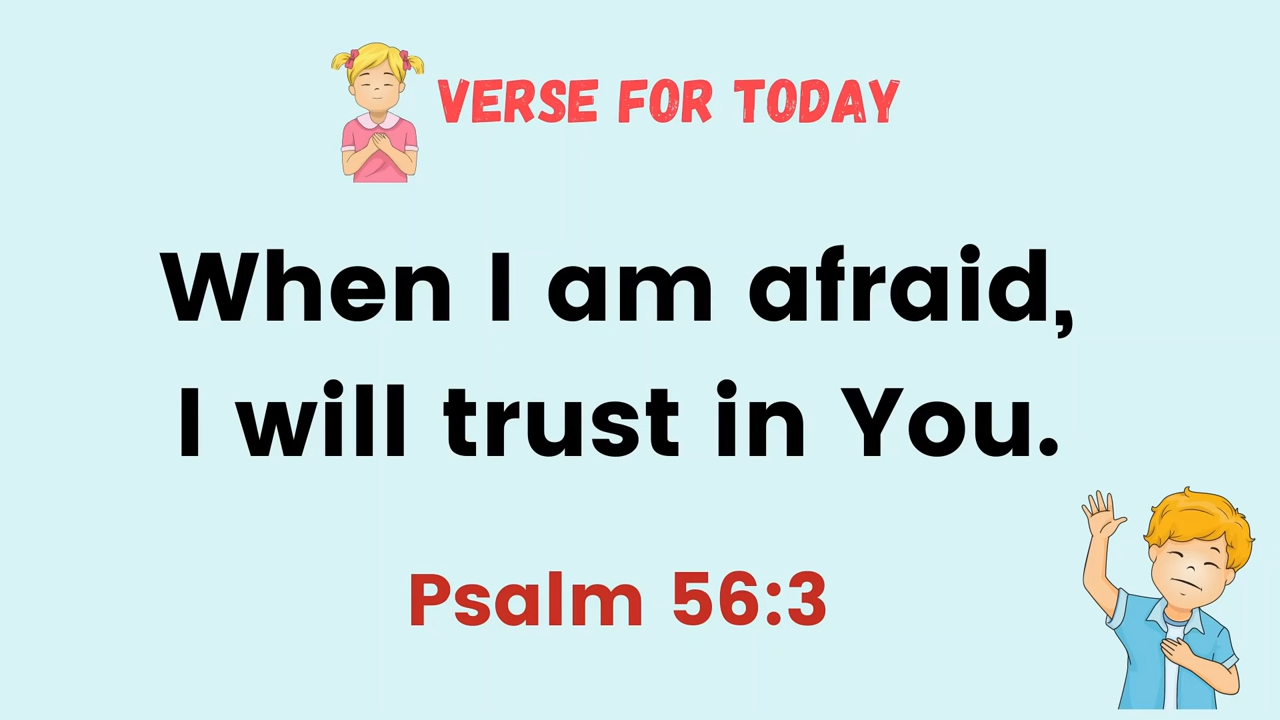 VERSE FOR TODAY
When I am afraid,
I will trust in You.
Psalm 56:3